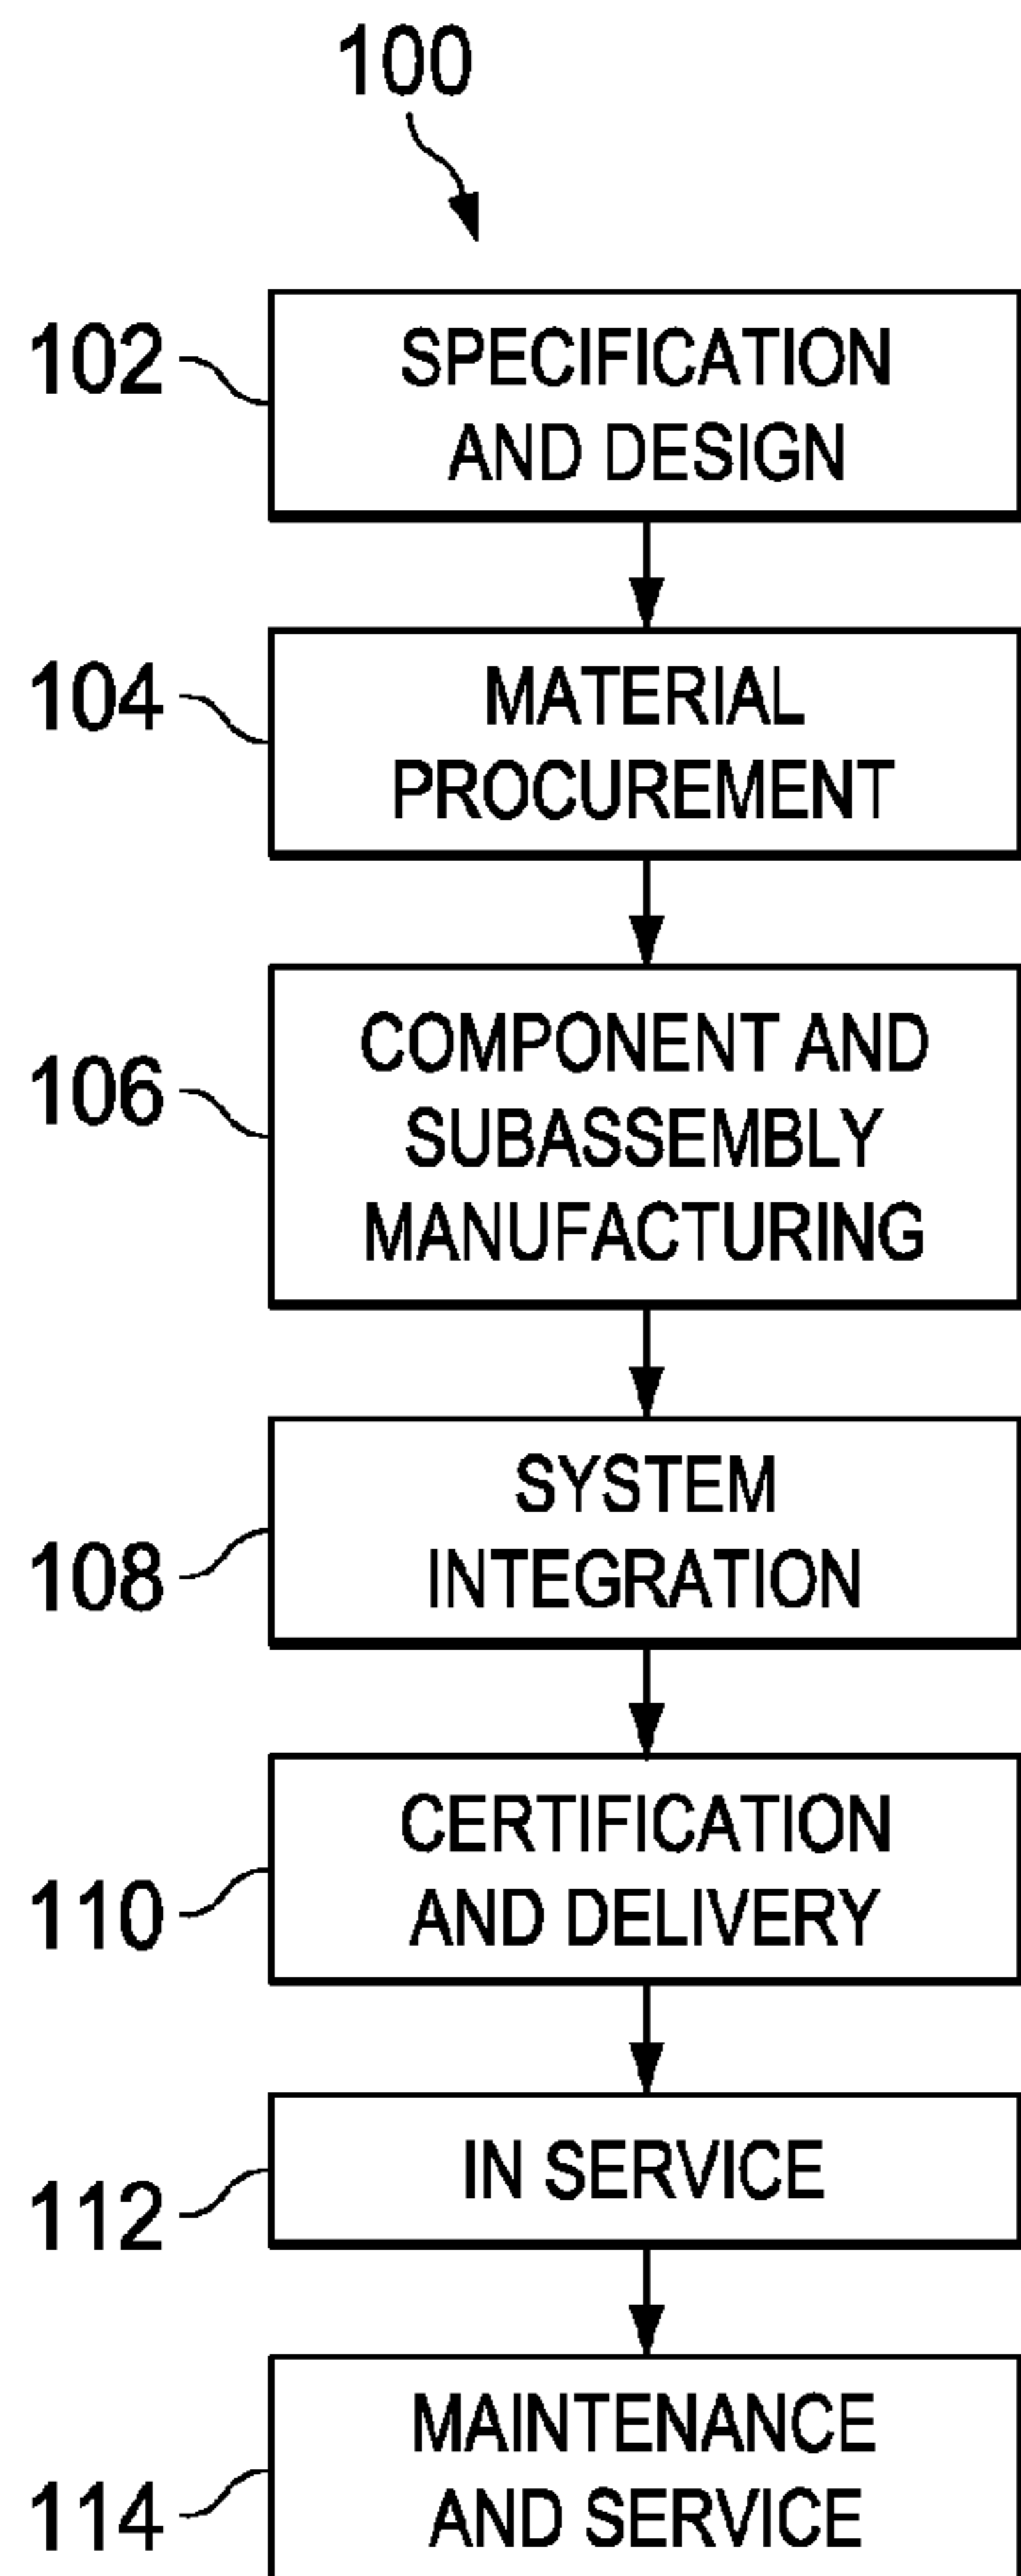 100
102
SPECIFICATION
AND DESIGN
104
MATERIAL
PROCUREMENT
106
COMPONENT AND
SUBASSEMBLY
MANUFACTURING
108
SYSTEM
INTEGRATION
110
CERTIFICATION
AND DELIVERY
112
IN SERVICE
114
MAINTENANCE
AND SERVICE